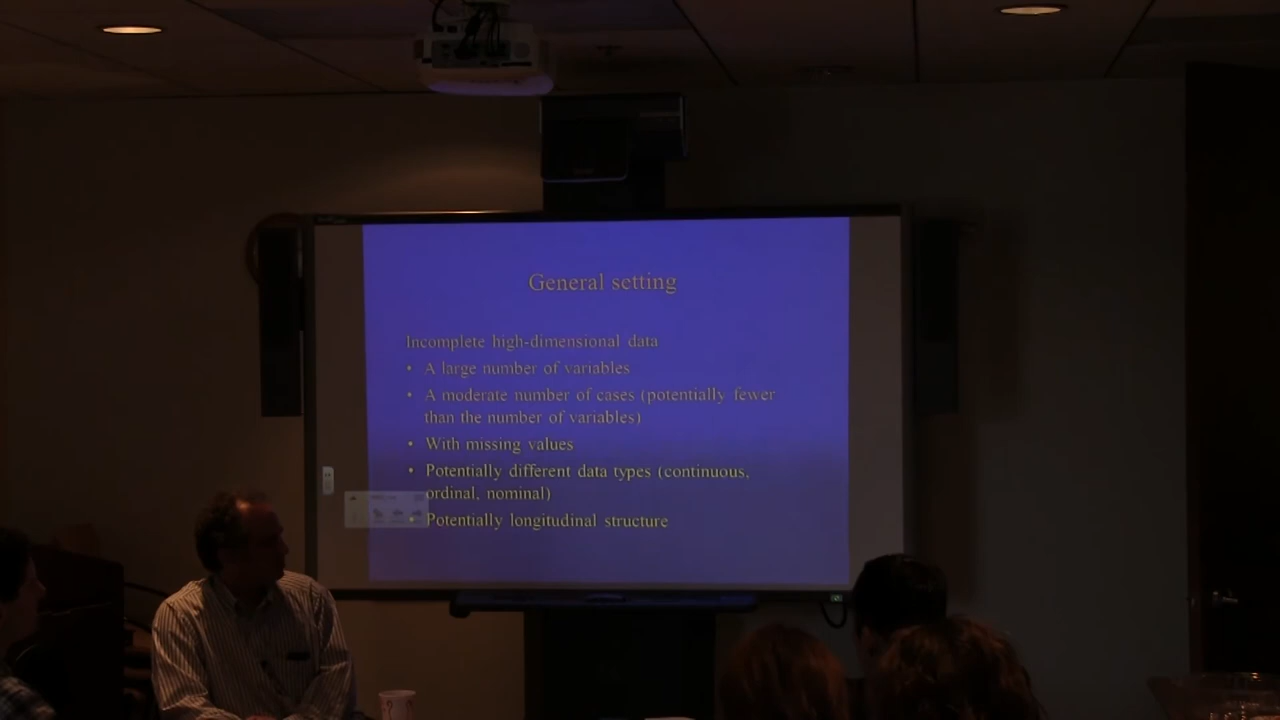 General setting
Incomplete high-dimensional data
• A large number of variables
• A moderate number of cases (potentially fewer
than the number of variables)
• With missing values
• Potentially different data types (continuous,
ordinal, nominal)
• Potentially longitudinal structure